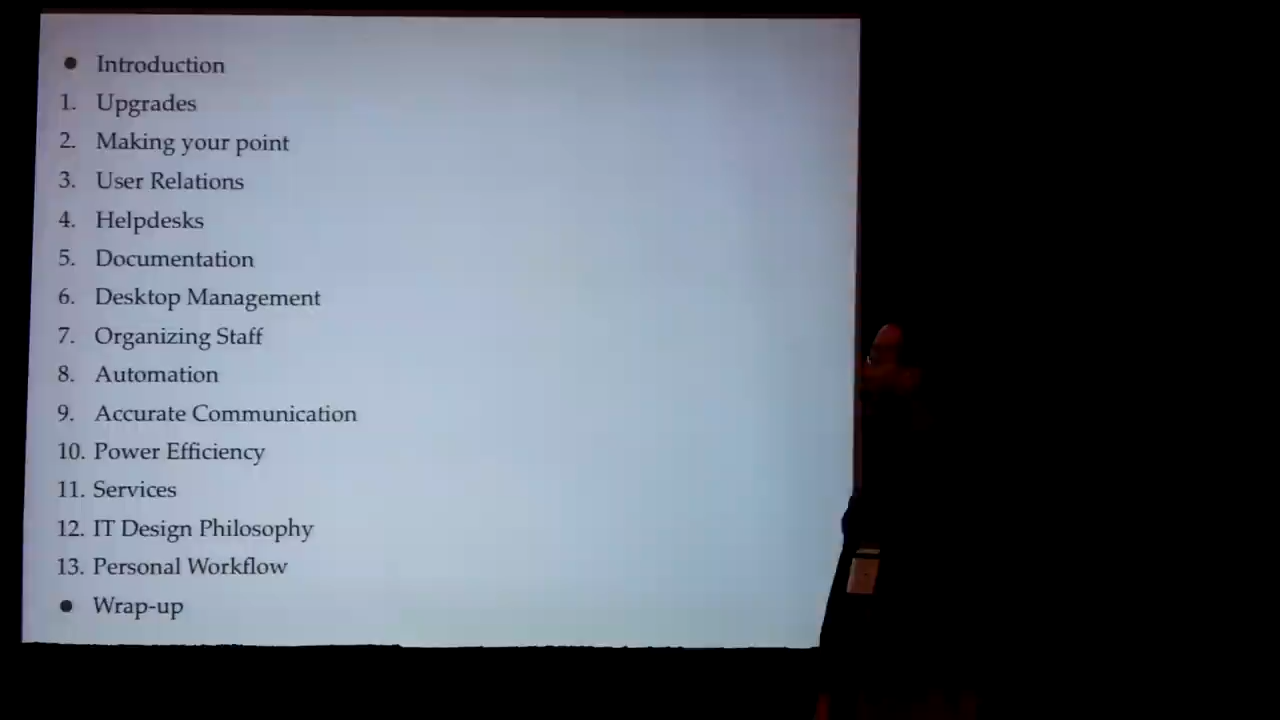 ● Introduction
1. Upgrades
2. Making your point
3. User Relations
4. Helpdesks
5. Documentation
6. Desktop Management
7. Organizing Staff
8. Automation
9. Accurate Communication
10. Power Efficiency
11. Services
12. IT Design Philosophy
13. Personal Workflow
● Wrap-up